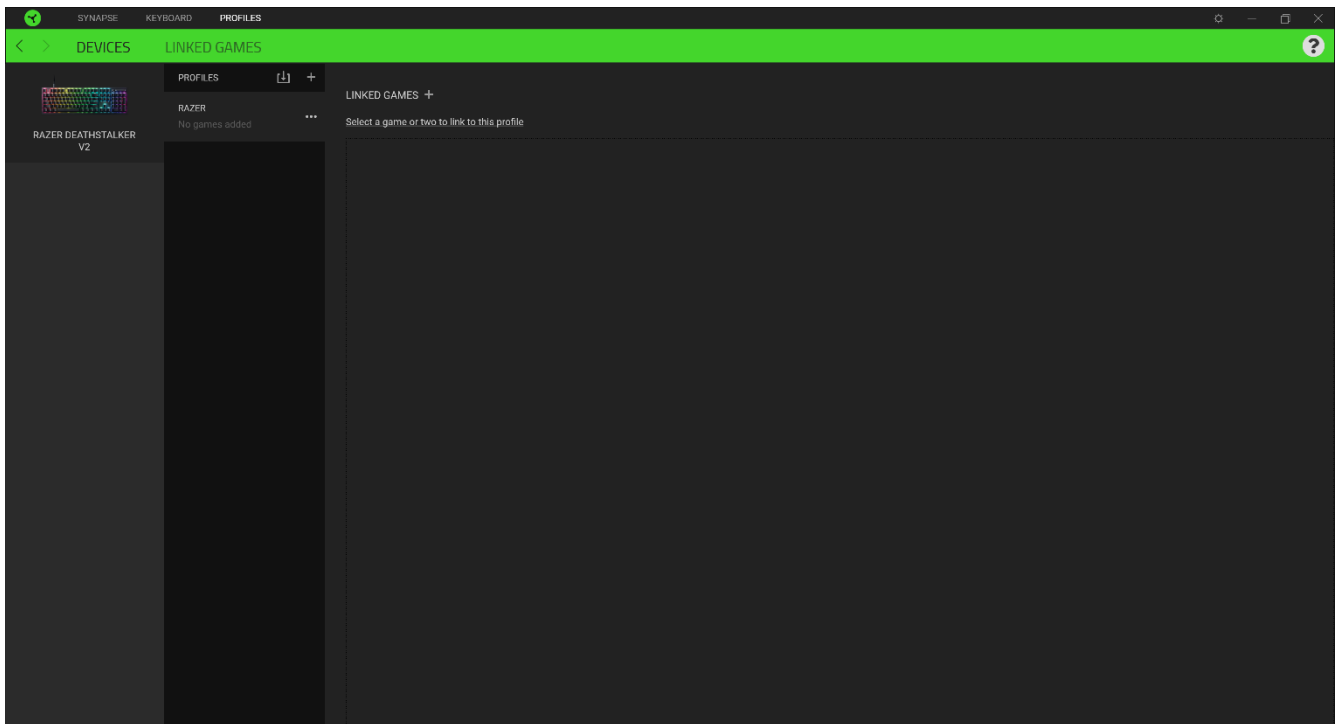 SYNAPSE KEYBOARD PROFILES
DEVICES LINKED GAMES ?
RAZER DEATHSTALKER
V2
PROFILES
RAZER
No games added
LINKED GAMES +
Select a game or two to link to this profile